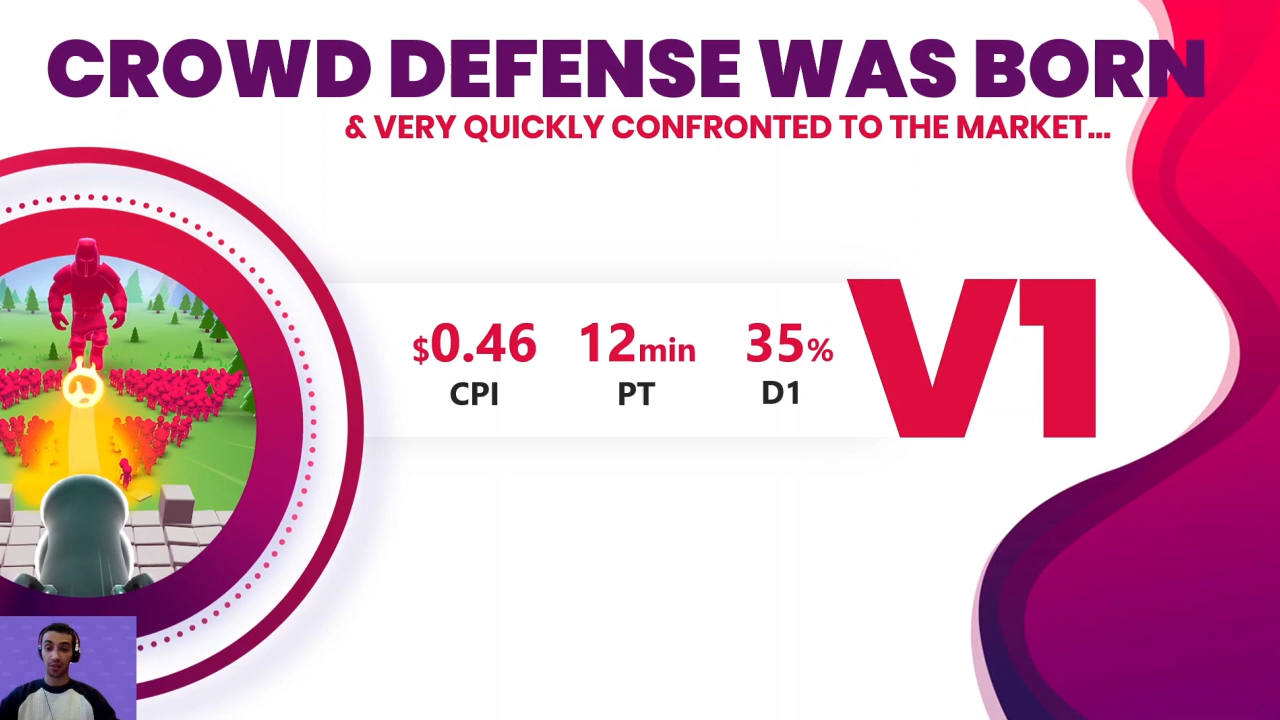 CROWD DEFENSE WAS BORN
& VERY QUICKLY CONFRONTED TO THE MARKET...
$0.46 12min 35% V1
CPI PT D1